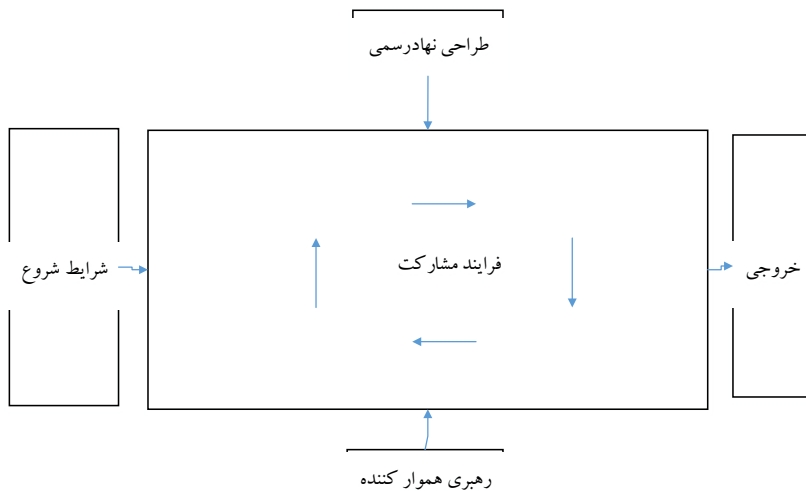 طراحی نهادرسمی
شرایط شروع
فرایند مشارکت
خروجی
رهبری هموار کننده